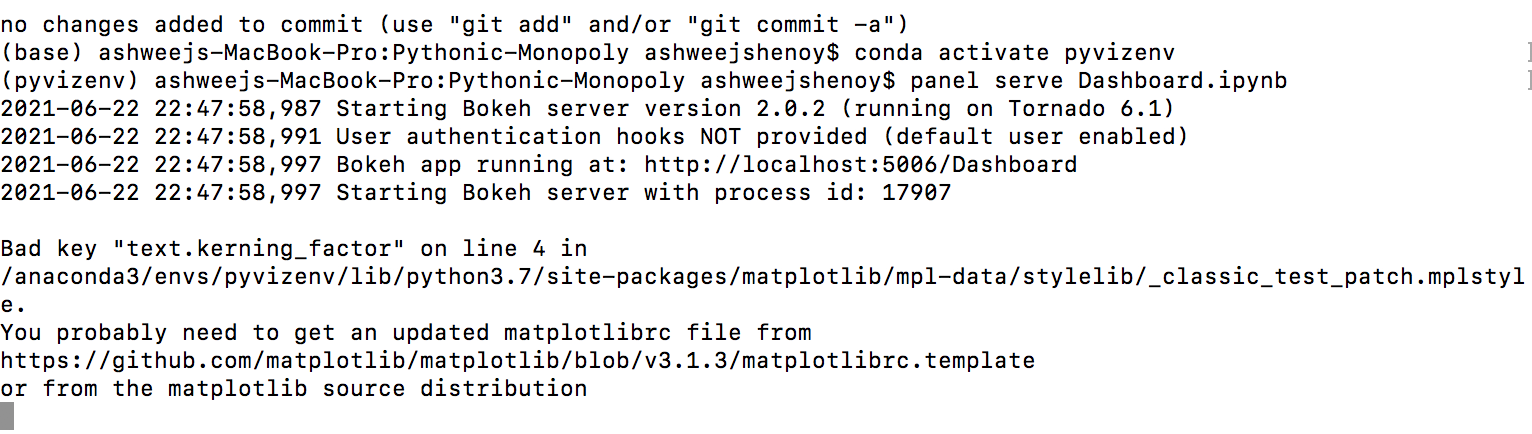 no changes added to commit (use "git add" and/or "git commit -a")
(base) ashweejs-MacBook-Pro:Pythonic-Monopoly ashweejshenoy$ conda activate pyvizenv ]
(pyvizenv) ashweejs-MacBook-Pro:Pythonic-Monopoly ashweejshenoy$ panel serve Dashboard.ipynb ]
2021-06-22 22:47:58,987 Starting Bokeh server version 2.0.2 (running on Tornado 6.1)
2021-06-22 22:47:58,991 User authentication hooks NOT provided (default user enabled)
2021-06-22 22:47:58,997 Bokeh app running at: http://localhost:5006/Dashboard
2021-06-22 22:47:58,997 Starting Bokeh server with process id: 17907
Bad key "text.kerning_factor" on line 4 in
/anaconda3/envs/pyvizenv/lib/python3.7/site-packages/matplotlib/mpl-data/stylelib/_classic_test_patch.mplstyl
e.
You probably need to get an updated matplotlibrc file from
https://github.com/matplotlib/matplotlib/blob/v3.1.3/matplotlibrc.template
or from the matplotlib source distribution